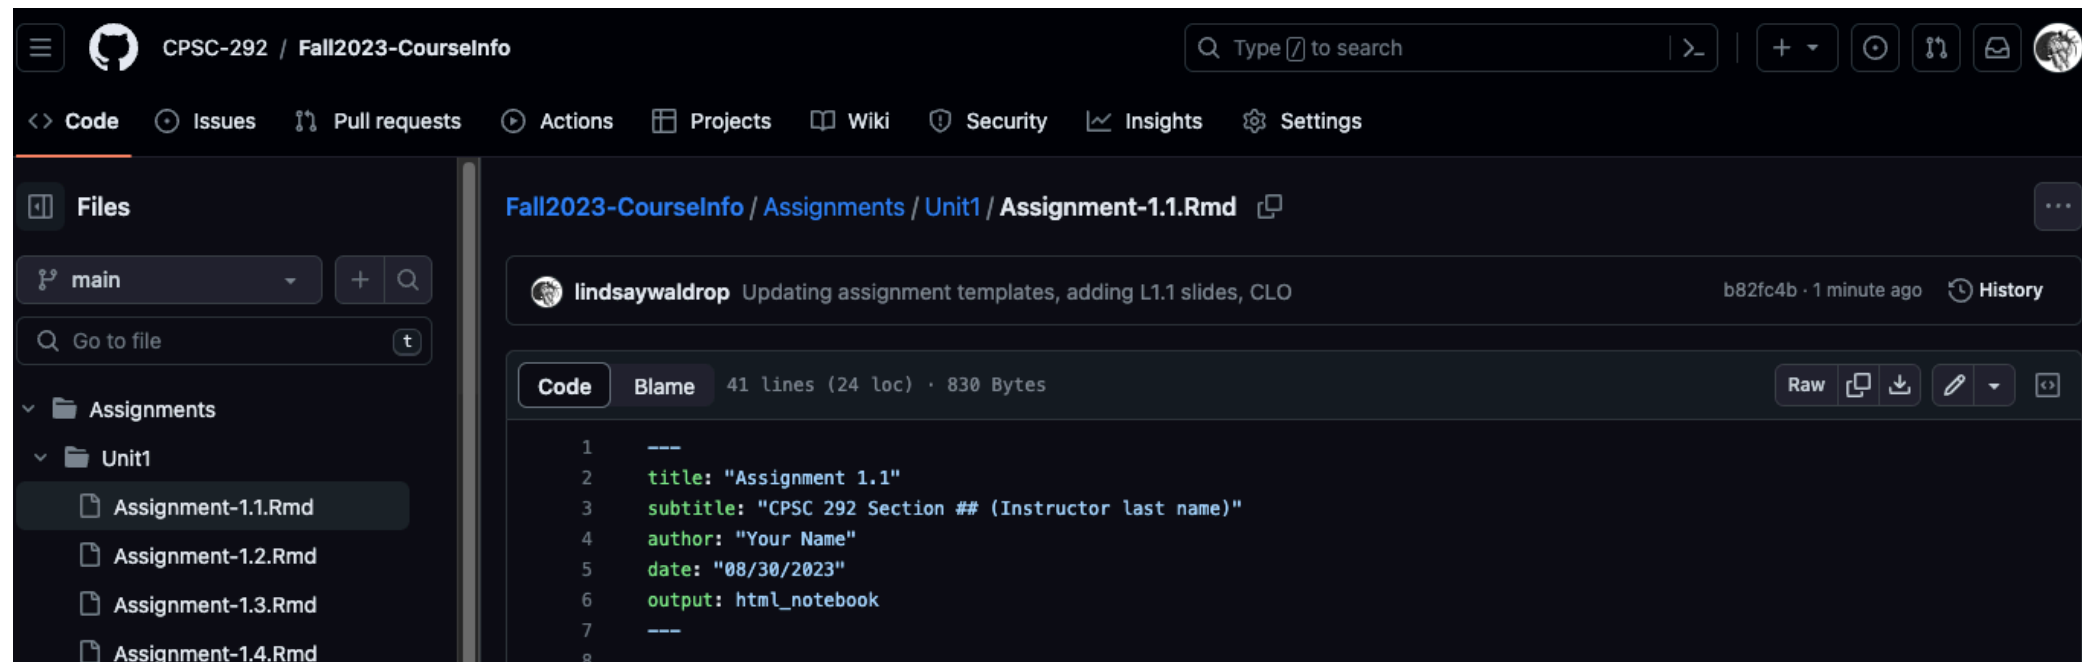 CPSC-292 / Fall2023-CourseInfo
Type / to search
Code Issues Pull requests Actions Projects Wiki Security Insights Settings
Files
main
Go to file t
Assignments
Unit1
Assignment-1.1.Rmd
Assignment-1.2.Rmd
Assignment-1.3.Rmd
Assignment-1.4.Rmd
Fall2023-CourseInfo / Assignments / Unit1 / Assignment-1.1.Rmd
lindsaywaldrop Updating assignment templates, adding L1.1 slides, CLO b82fc4b · 1 minute ago History
Code Blame 41 lines (24 loc) · 830 Bytes Raw
1 ---
2 title: "Assignment 1.1"
3 subtitle: "CPSC 292 Section ## (Instructor last name)"
4 author: "Your Name"
5 date: "08/30/2023"
6 output: html_notebook
7 ---
8